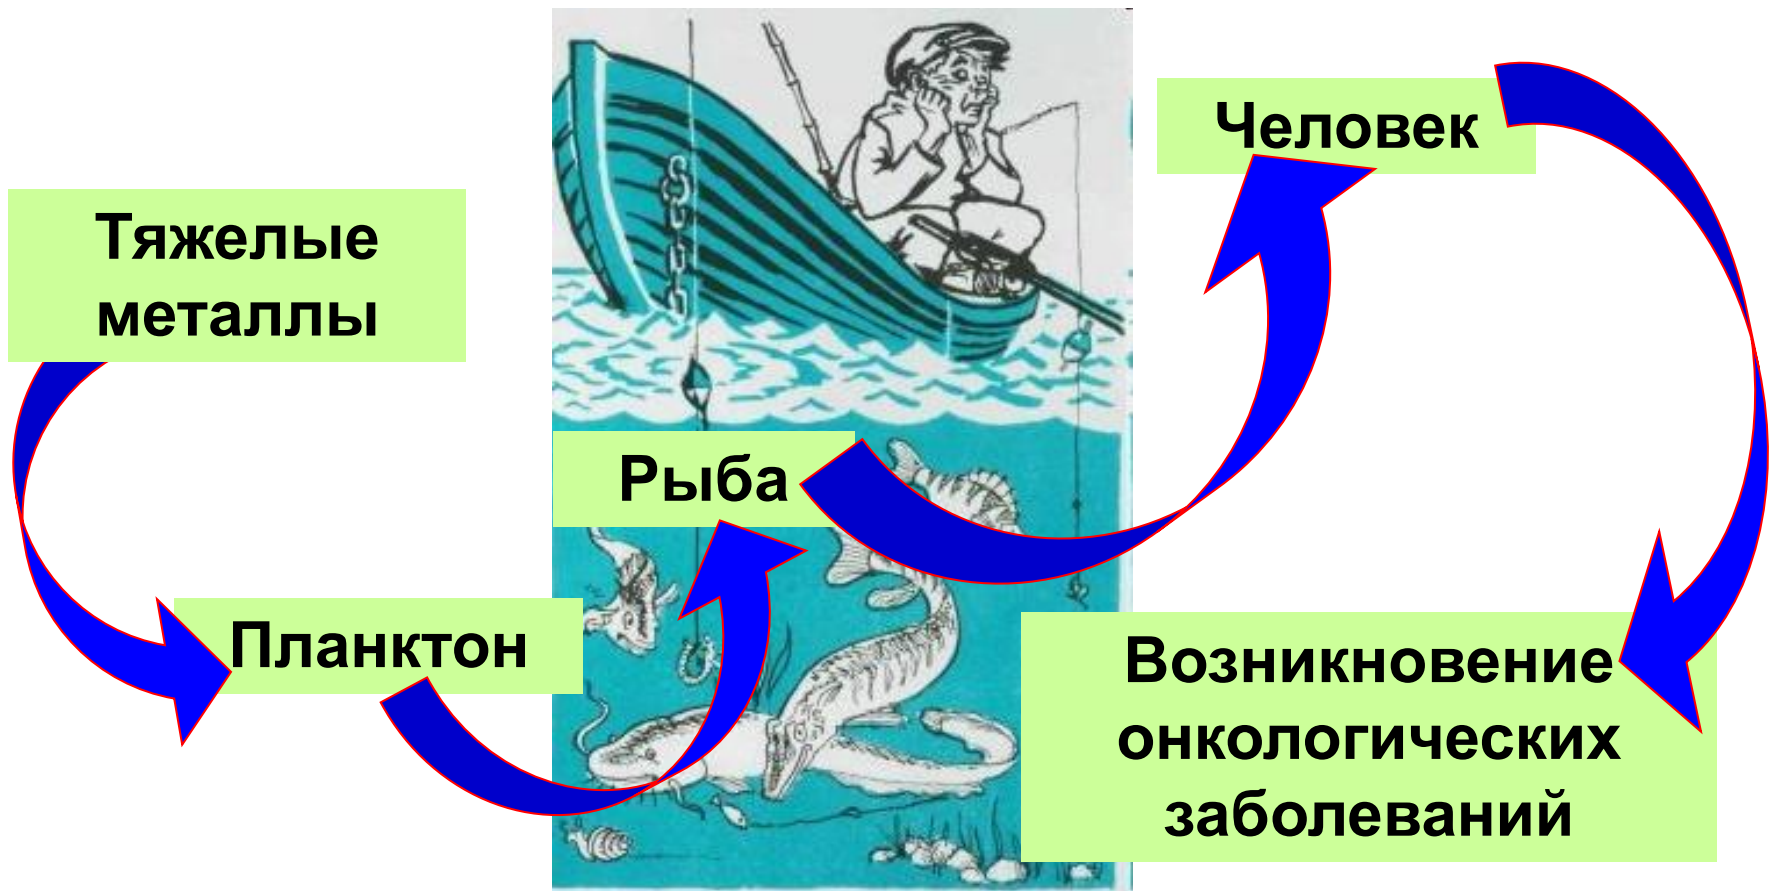 Тяжелые
металлы
Планктон
Рыба
Человек
Возникновение
онкологических
заболеваний